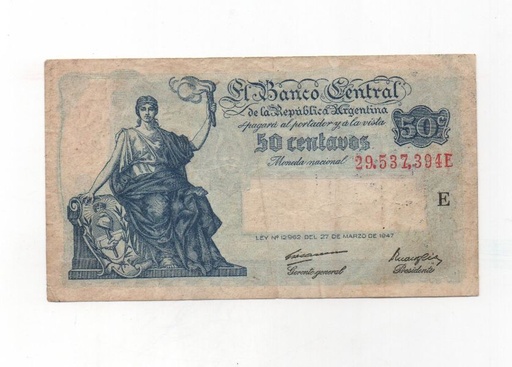 El Banco Central
de la República Argentina
pagará al portador y a la vista
50 centavos
50c
Moneda nacional
29.537,394E
E
LEY Nº 12.962 DEL 27 DE MARZO DE 1947
Gerente general
Presidente